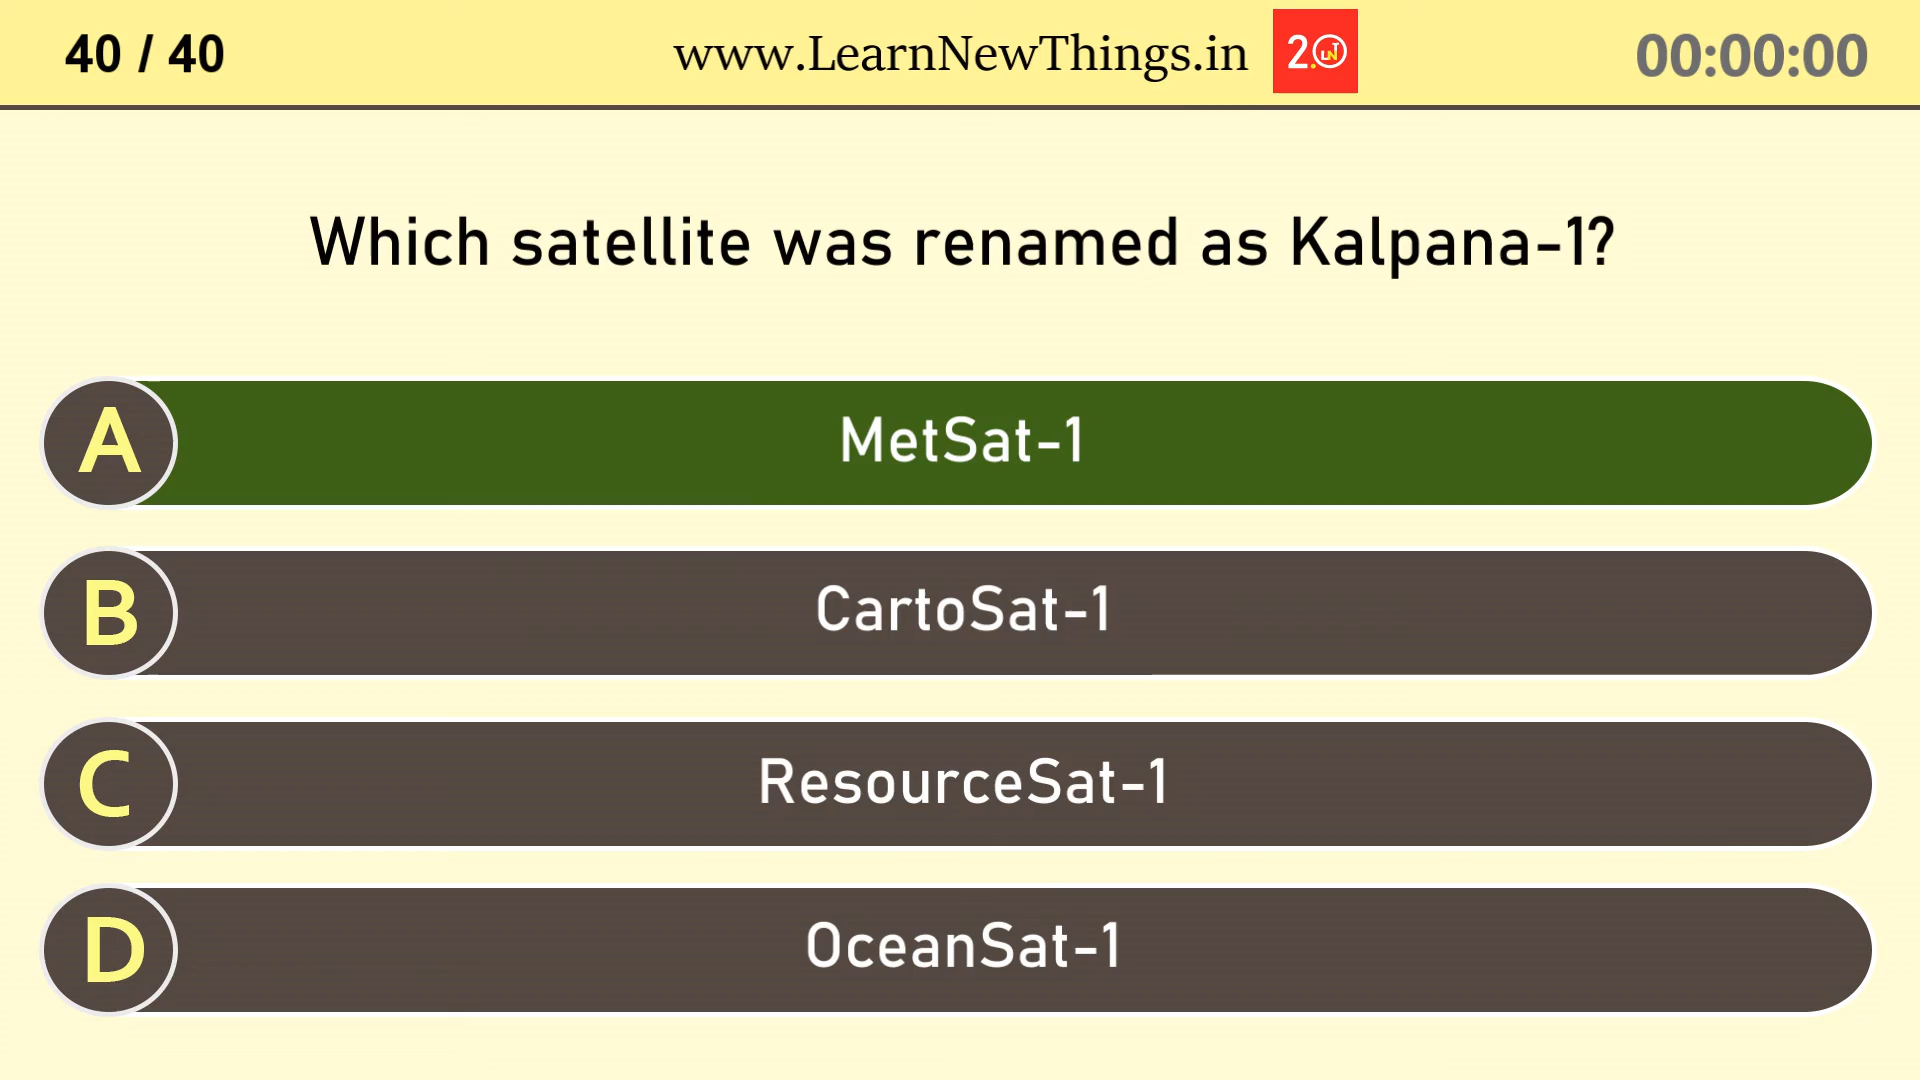 40 / 40
www.LearnNewThings.in
2.LNT
00:00:00
Which satellite was renamed as Kalpana-1?
A
MetSat-1
B
CartoSat-1
C
ResourceSat-1
D
OceanSat-1